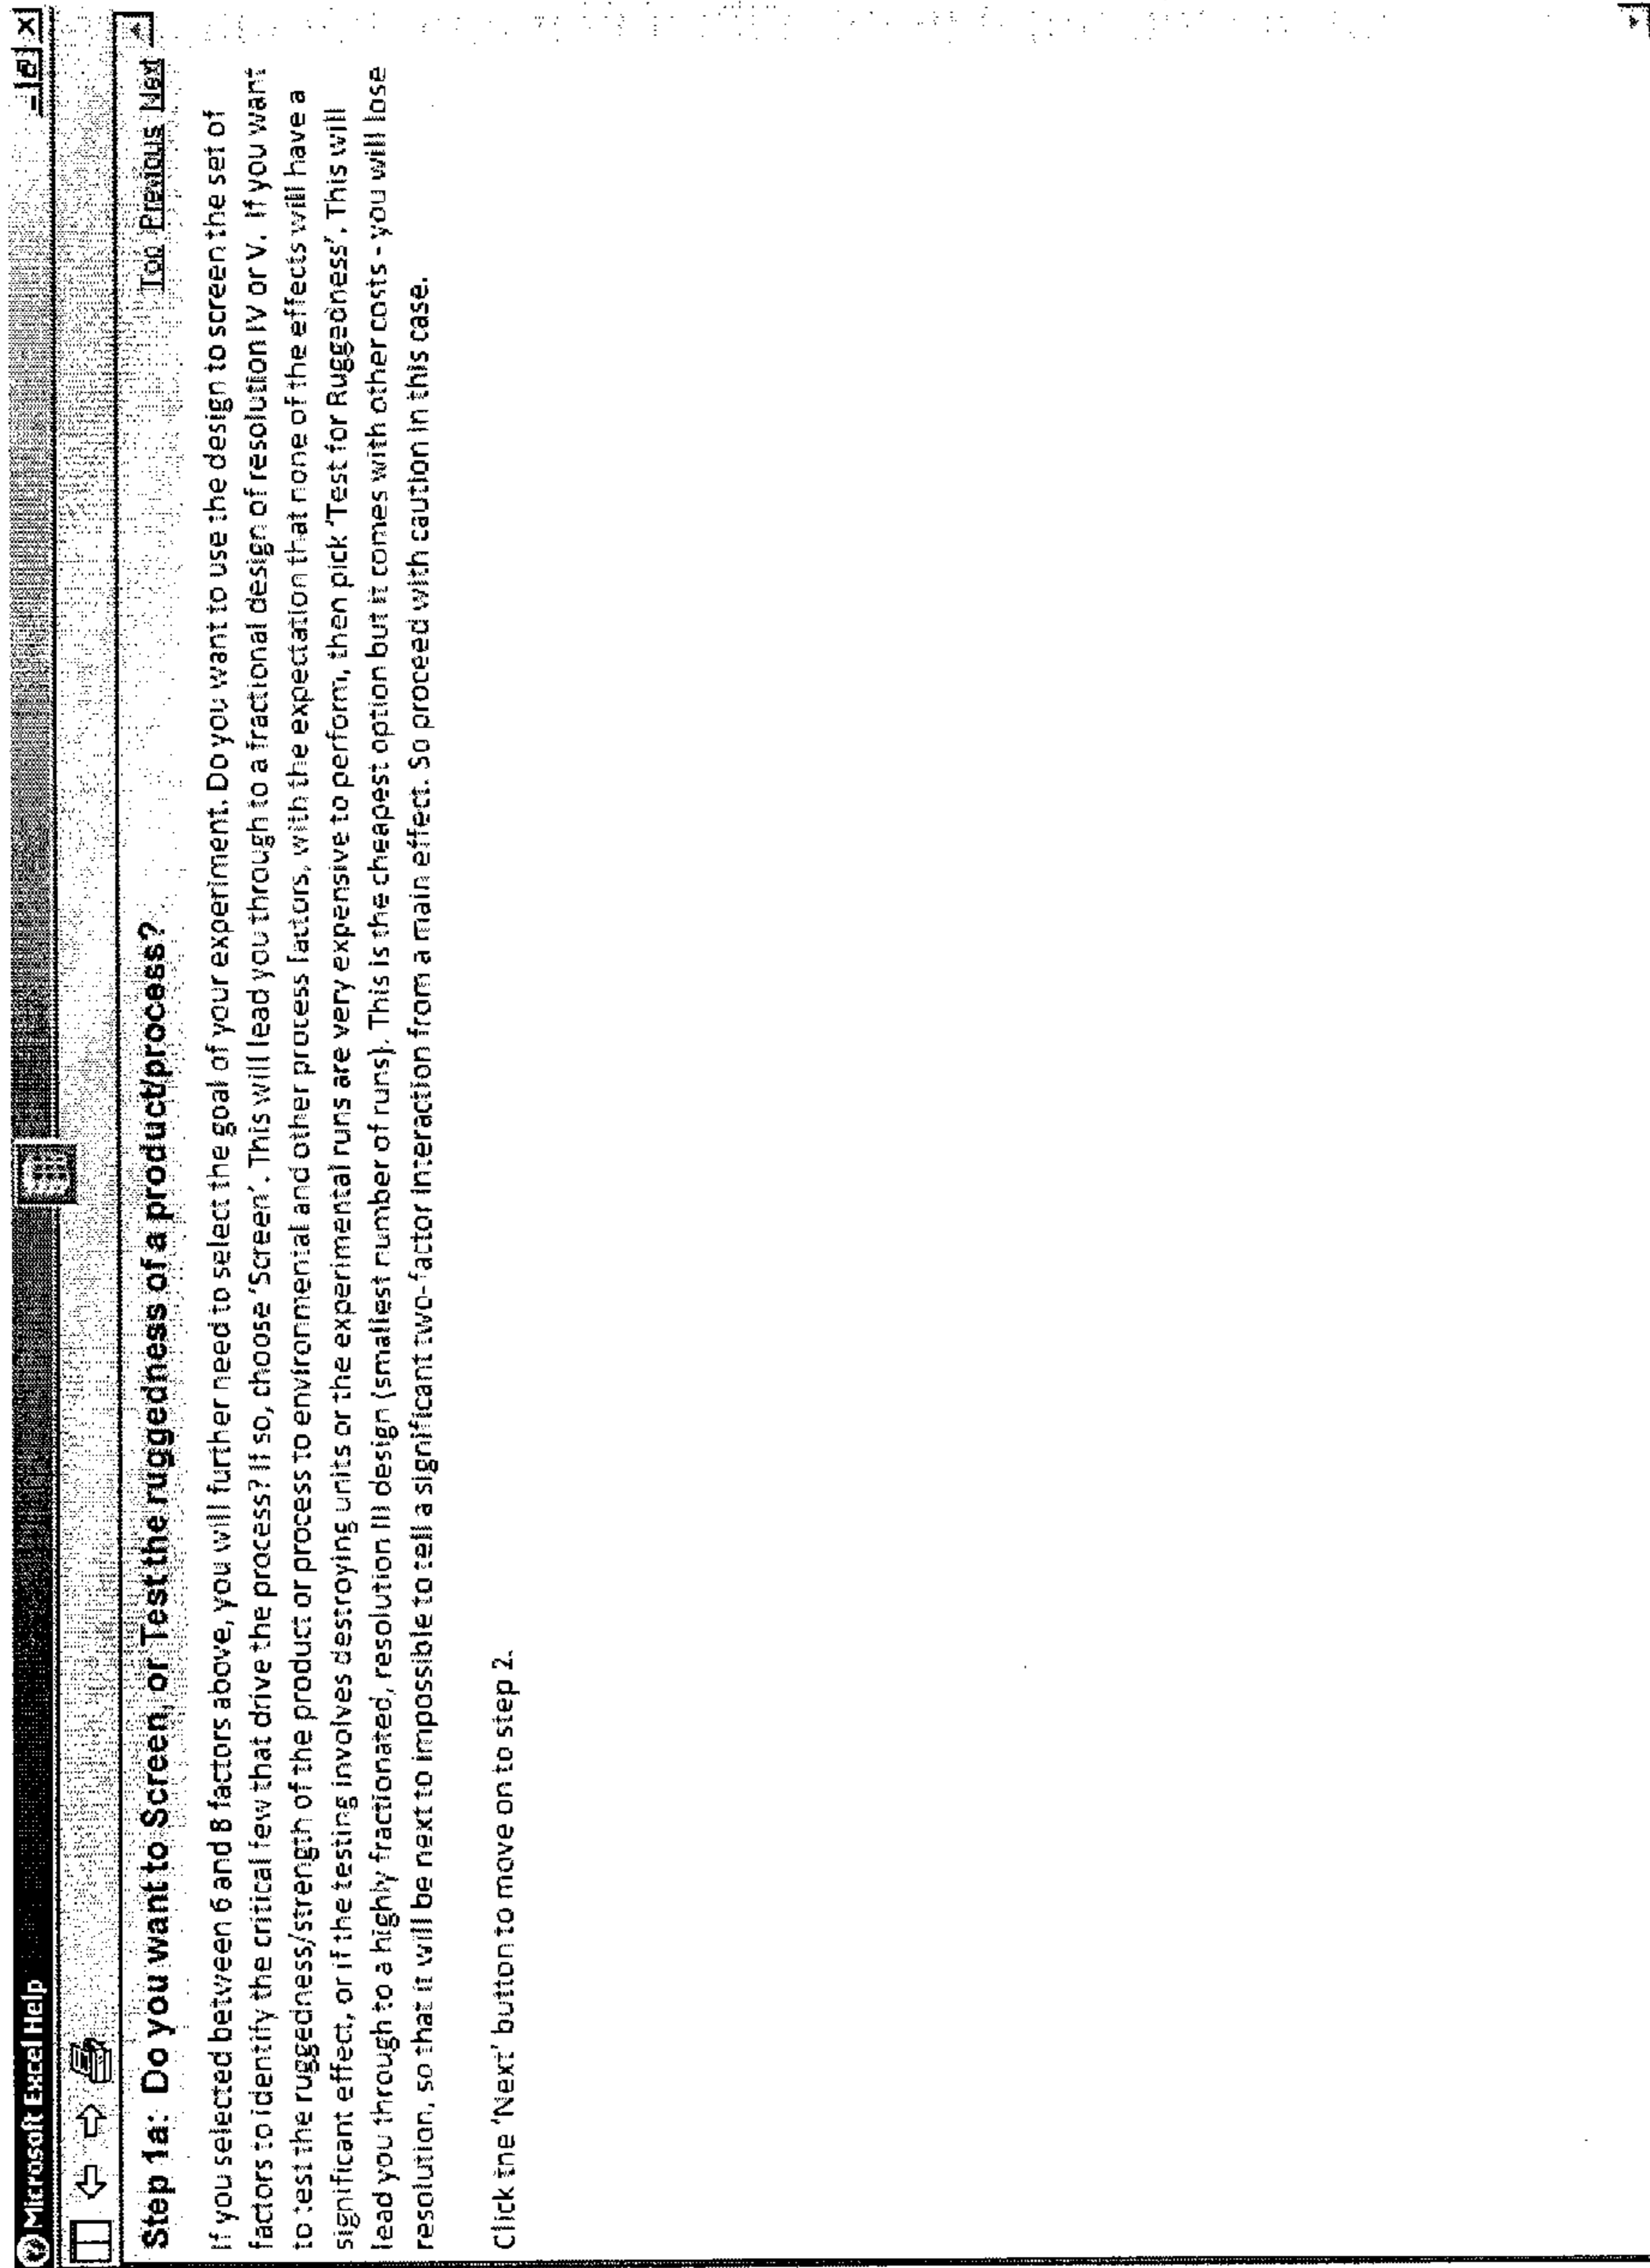 Microsoft Excel Help
Top Previous Next
Step 1a: Do you want to Screen, or Test the ruggedness of a product/process?
If you selected between 6 and 8 factors above, you will further need to select the goal of your experiment. Do you want to use the design to screen the set of
factors to identify the critical few that drive the process? If so, choose 'Screen'. This will lead you through to a fractional design of resolution IV or V. If you want
to test the ruggedness/strength of the product or process to environmental and other process factors, with the expectation that none of the effects will have a
significant effect, or if the testing involves destroying units or the experimental runs are very expensive to perform, then pick 'Test for Ruggedness'. This will
lead you through to a highly fractionated, resolution III design (smallest number of runs). This is the cheapest option but it comes with other costs - you will lose
resolution, so that it will be next to impossible to tell a significant two-factor interaction from a main effect. So proceed with caution in this case.
Click the 'Next' button to move on to step 2.